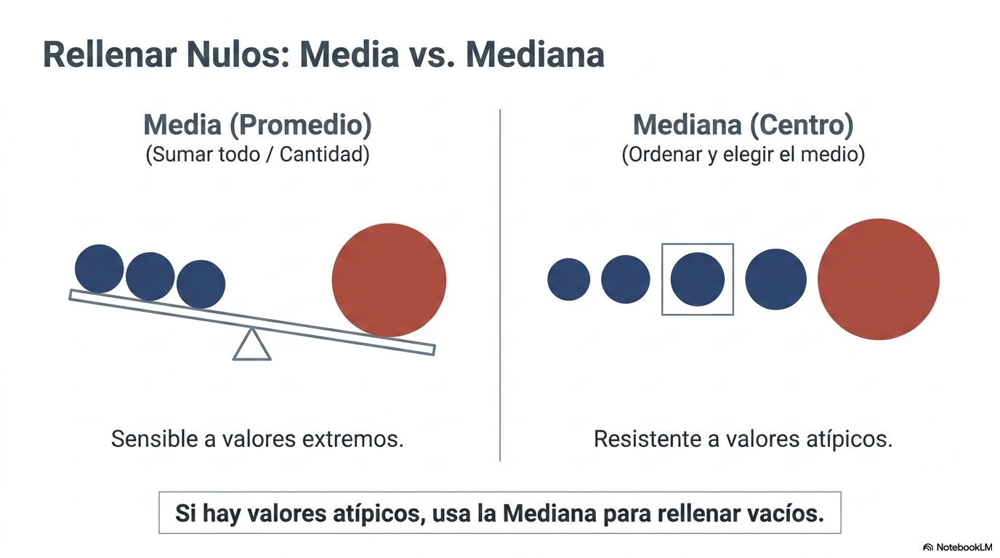 Rellenar Nulos: Media vs. Mediana
Media (Promedio)
(Sumar todo / Cantidad)
Sensible a valores extremos.
Mediana (Centro)
(Ordenar y elegir el medio)
Resistente a valores atípicos.
Si hay valores atípicos, usa la Mediana para rellenar vacíos.
NotebookLM